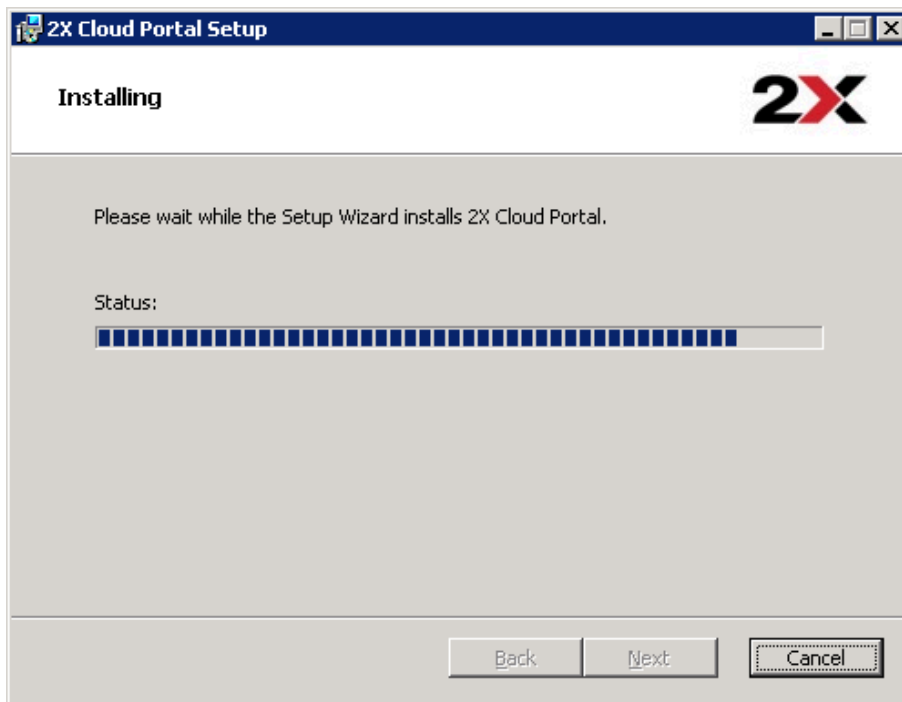 2X Cloud Portal Setup
Installing
2X
Please wait while the Setup Wizard installs 2X Cloud Portal.
Status:
Back
Next
Cancel